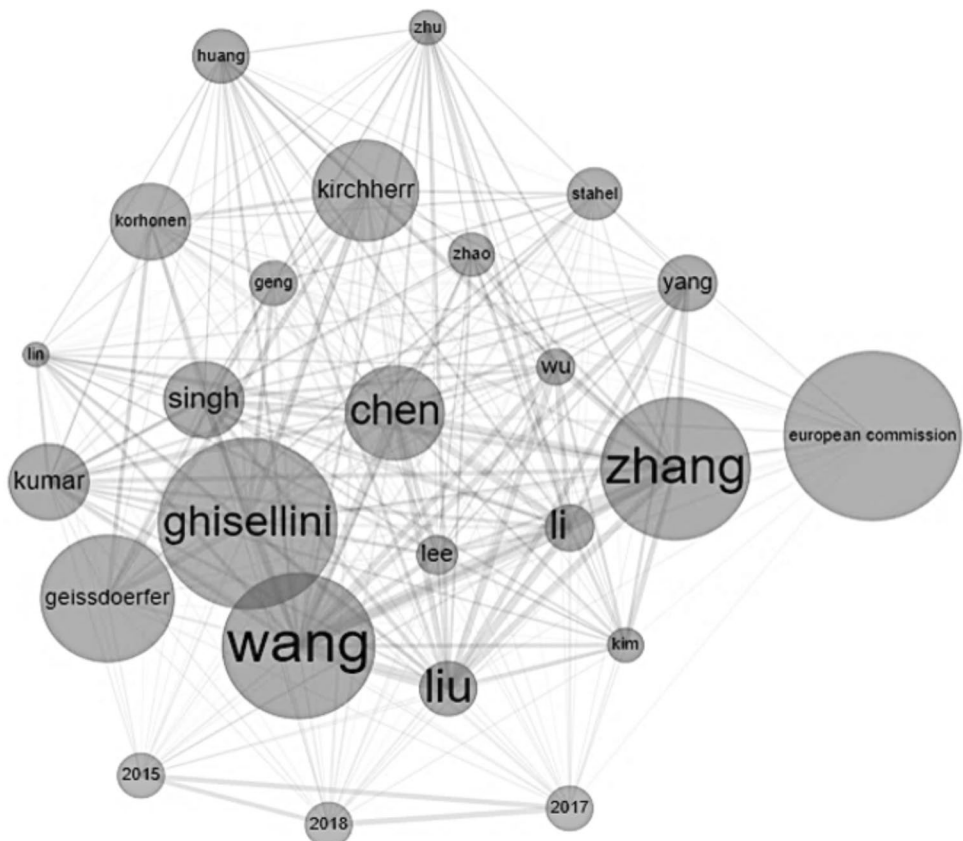 zhu
huang
kirchherr
stahel
korhonen
zhao
geng
yang
lin
wu
singh
chen
european commission
zhang
kumar
ghisellini
li
lee
geissdoerfer
wang
kim
liu
2015
2017
2018